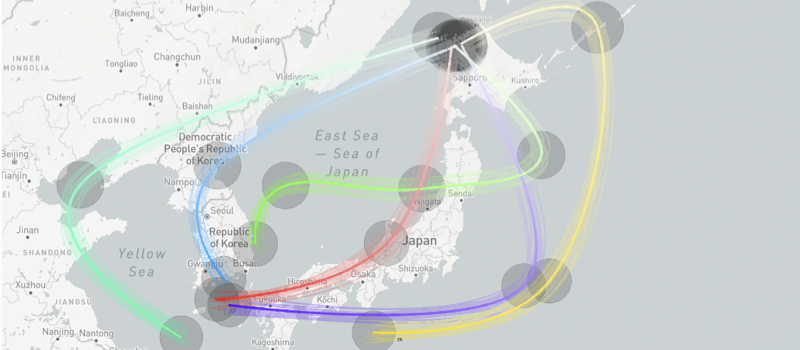 Harbin
Baicheng
Mudanjiang
INNER
MONGOLIA
Changchun
Tongliao
JILIN
Vladivostok
Sapporo
Kushiro
Chifeng
Tieling
Baishan
LIAONING
Democratic
People's Republic
of Korea
East Sea
— Sea of
Japan
Beijing
Tianjin
Nampo
Sendai
Niigata
Seoul
Jinan
SHANDONG
Republic
of Korea
Japan
Yellow
Sea
Gwangju
Busan
Osaka
Shizuoka
Xuzhou
Hiroshima
JIANGSU
Fukuoka
Kōchi
Nanjing
Nantong
Kagoshima